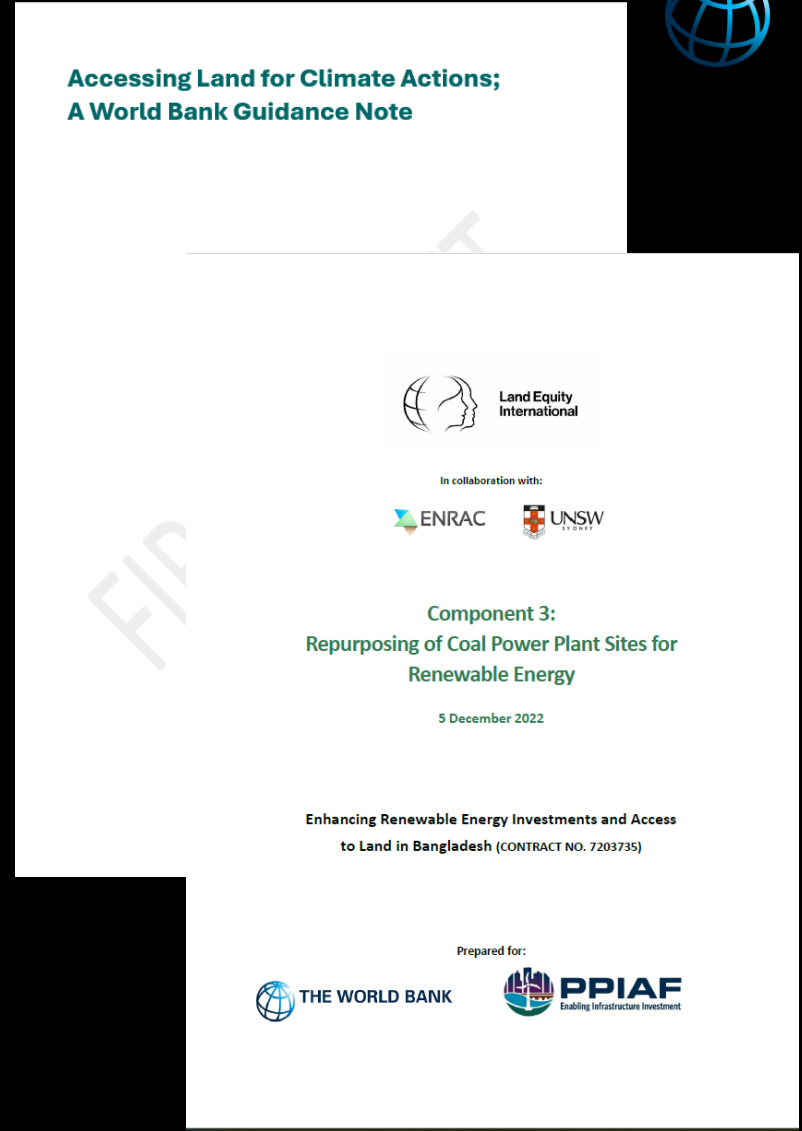 Accessing Land for Climate Actions;
A World Bank Guidance Note
Land Equity
International
In collaboration with:
ENRAC
UNSW
SYDNEY
Component 3:
Repurposing of Coal Power Plant Sites for
Renewable Energy
5 December 2022
Enhancing Renewable Energy Investments and Access
to Land in Bangladesh (CONTRACT NO. 7203735)
Prepared for:
THE WORLD BANK
PPIAF
Enabling Infrastructure Investment